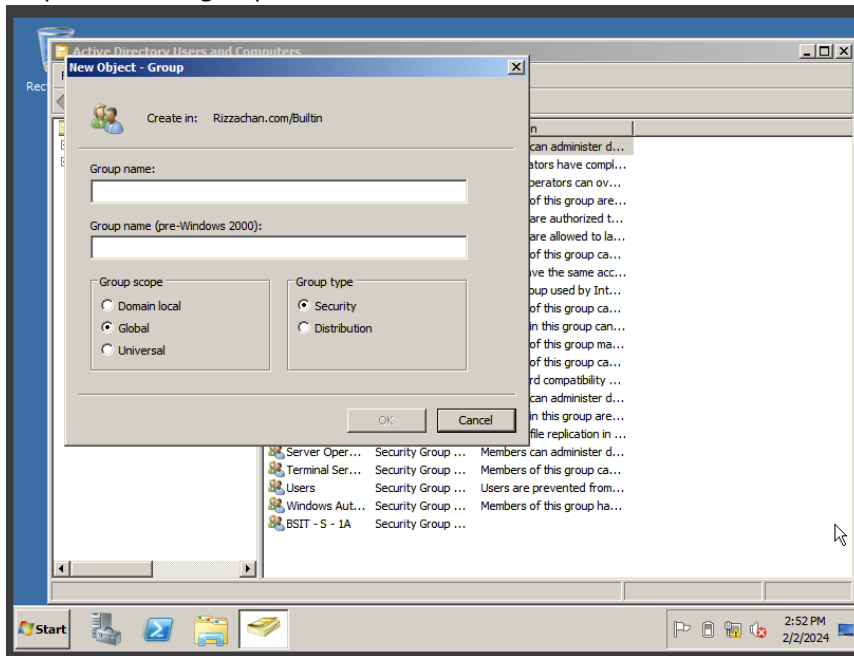 Rec
Active Directory Users and Computers
New Object - Group
Create in: Rizzachan.com/Builtin
Group name:
Group name (pre-Windows 2000):
Group scope
Domain local
Global
Universal
Group type
Security
Distribution
OK
Cancel
n
can administer d...
ators have compl...
perators can ov...
of this group are...
are authorized t...
are allowed to la...
of this group ca...
ve the same acc...
oup used by Int...
of this group ca...
in this group can...
of this group ma...
of this group ca...
rd compatibility ...
can administer d...
in this group are...
file replication in ...
Server Oper... Security Group ... Members can administer d...
Terminal Ser... Security Group ... Members of this group ca...
Users Security Group ... Users are prevented from...
Windows Aut... Security Group ... Members of this group ha...
BSIT - S - 1A Security Group ...
Start
2:52 PM
2/2/2024